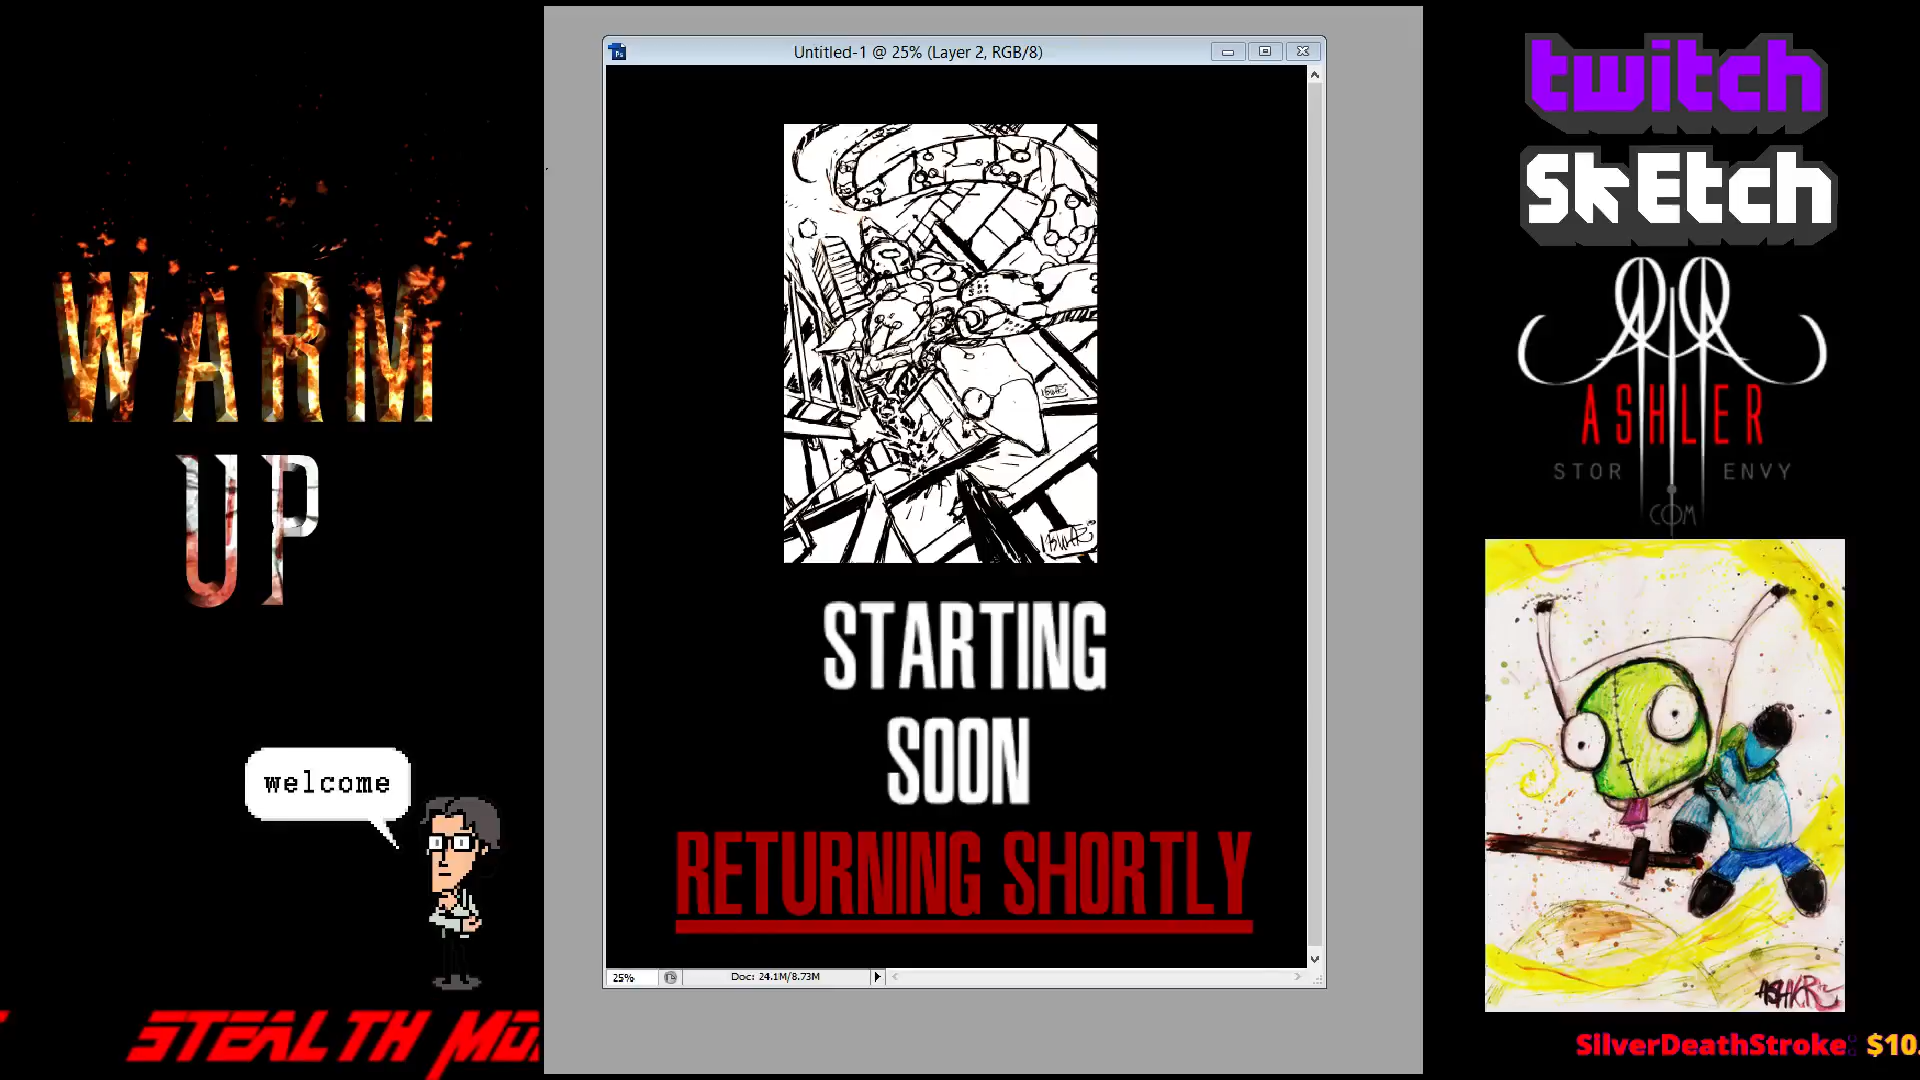 WARM
UP
welcome
STEALTH MO
Untitled-1 @ 25% (Layer 2, RGB/8)
STARTING
SOON
RETURNING SHORTLY
25%
Doc: 24.1M/8.73M
twitch
SkEtch
ASHLER
STOR ENVY
COM
SilverDeathStroke: $10.